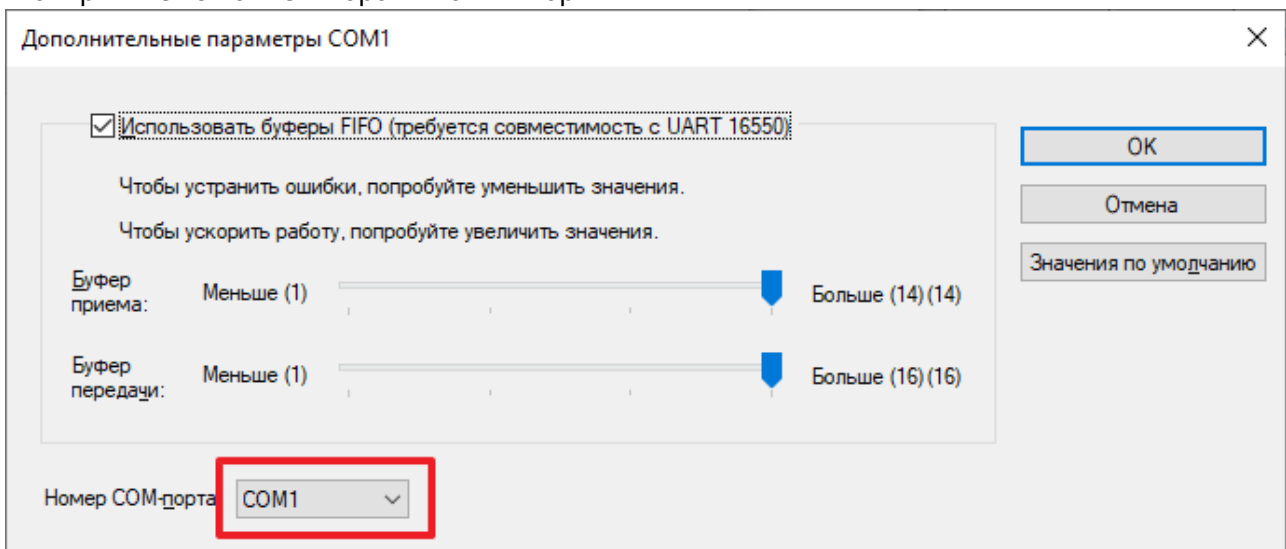 Дополнительные параметры COM1
Использовать буферы FIFO (требуется совместимость с UART 16550)
OK
Чтобы устранить ошибки, попробуйте уменьшить значения.
Отмена
Чтобы ускорить работу, попробуйте увеличить значения.
Значения по умолчанию
Буфер
приема:
Меньше (1)
Больше (14) (14)
Буфер
передачи:
Меньше (1)
Больше (16) (16)
Номер COM-порта
COM1